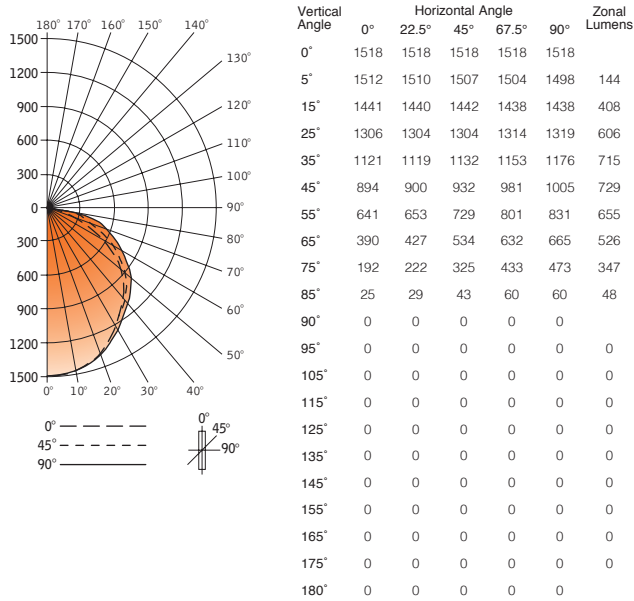 180° 170° 160° 150° 140°
130°
120°
110°
100°
90°
80°
70°
60°
50°
1500
1200
900
600
300
0
300
600
900
1200
1500
0° 10° 20° 30° 40°
0°
45°
90°
0°
45°
90°
Vertical Angle Horizontal Angle Zonal Lumens
0° 22.5° 45° 67.5° 90°
0° 1518 1518 1518 1518 1518
5° 1512 1510 1507 1504 1498 144
15° 1441 1440 1442 1438 1438 408
25° 1306 1304 1304 1314 1319 606
35° 1121 1119 1132 1153 1176 715
45° 894 900 932 981 1005 729
55° 641 653 729 801 831 655
65° 390 427 534 632 665 526
75° 192 222 325 433 473 347
85° 25 29 43 60 60 48
90° 0 0 0 0 0
95° 0 0 0 0 0 0
105° 0 0 0 0 0 0
115° 0 0 0 0 0 0
125° 0 0 0 0 0 0
135° 0 0 0 0 0 0
145° 0 0 0 0 0 0
155° 0 0 0 0 0 0
165° 0 0 0 0 0 0
175° 0 0 0 0 0 0
180° 0 0 0 0 0